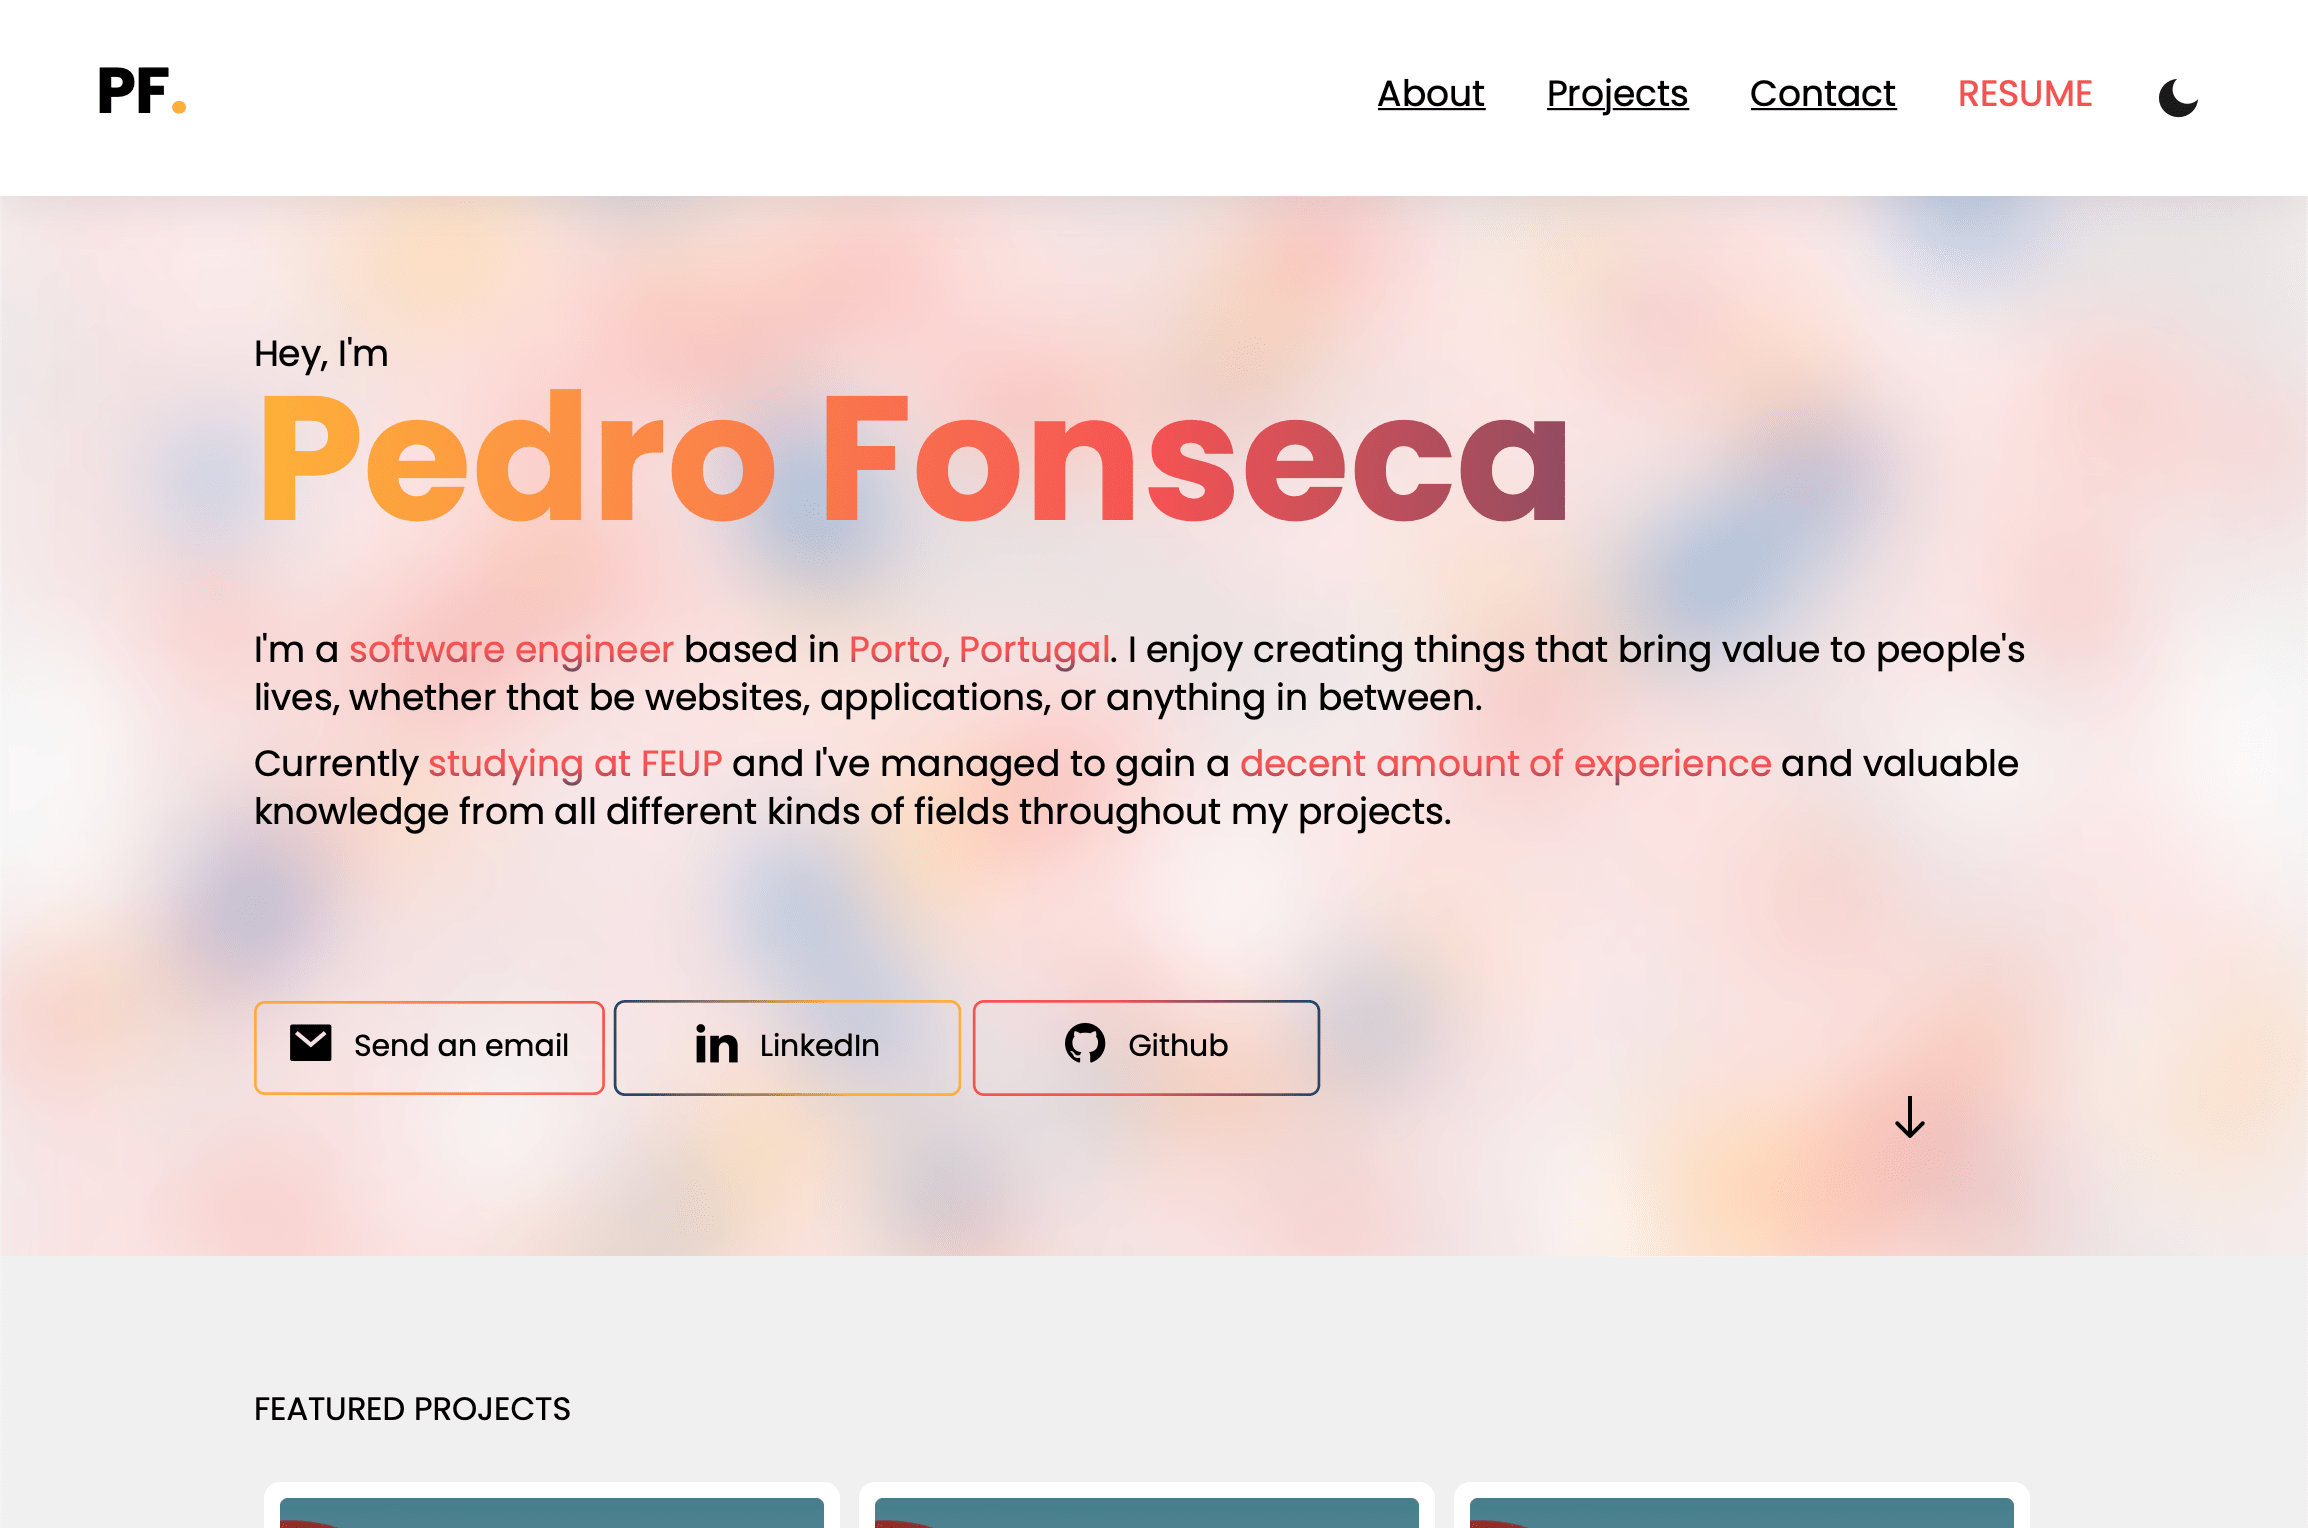 PF.
About Projects Contact RESUME
Hey, I'm
Pedro Fonseca
I'm a software engineer based in Porto, Portugal. I enjoy creating things that bring value to people's
lives, whether that be websites, applications, or anything in between.
Currently studying at FEUP and I've managed to gain a decent amount of experience and valuable
knowledge from all different kinds of fields throughout my projects.
Send an email
LinkedIn
Github
FEATURED PROJECTS